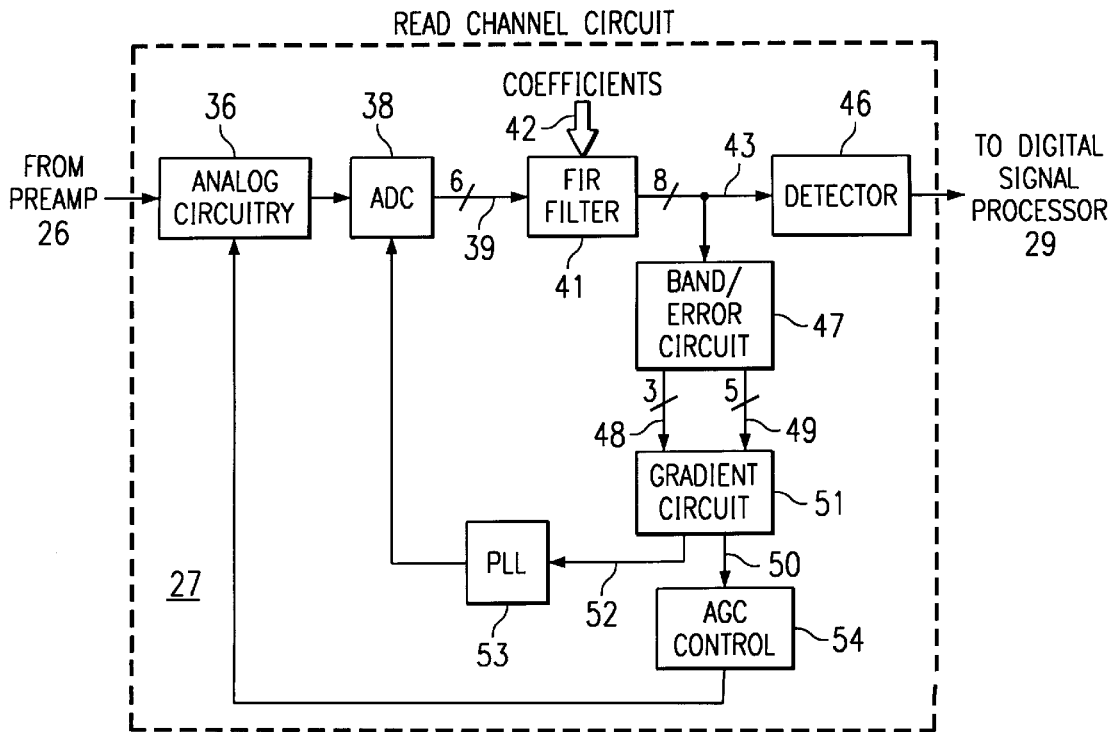 READ CHANNEL CIRCUIT
COEFFICIENTS
42
36
38
46
43
FROM
PREAMP
26
ANALOG
CIRCUITRY
ADC
6
39
FIR
FILTER
41
8
DETECTOR
TO DIGITAL
SIGNAL
PROCESSOR
29
BAND/
ERROR
CIRCUIT
47
3
5
48
49
GRADIENT
CIRCUIT
51
PLL
53
52
50
27
AGC
CONTROL
54